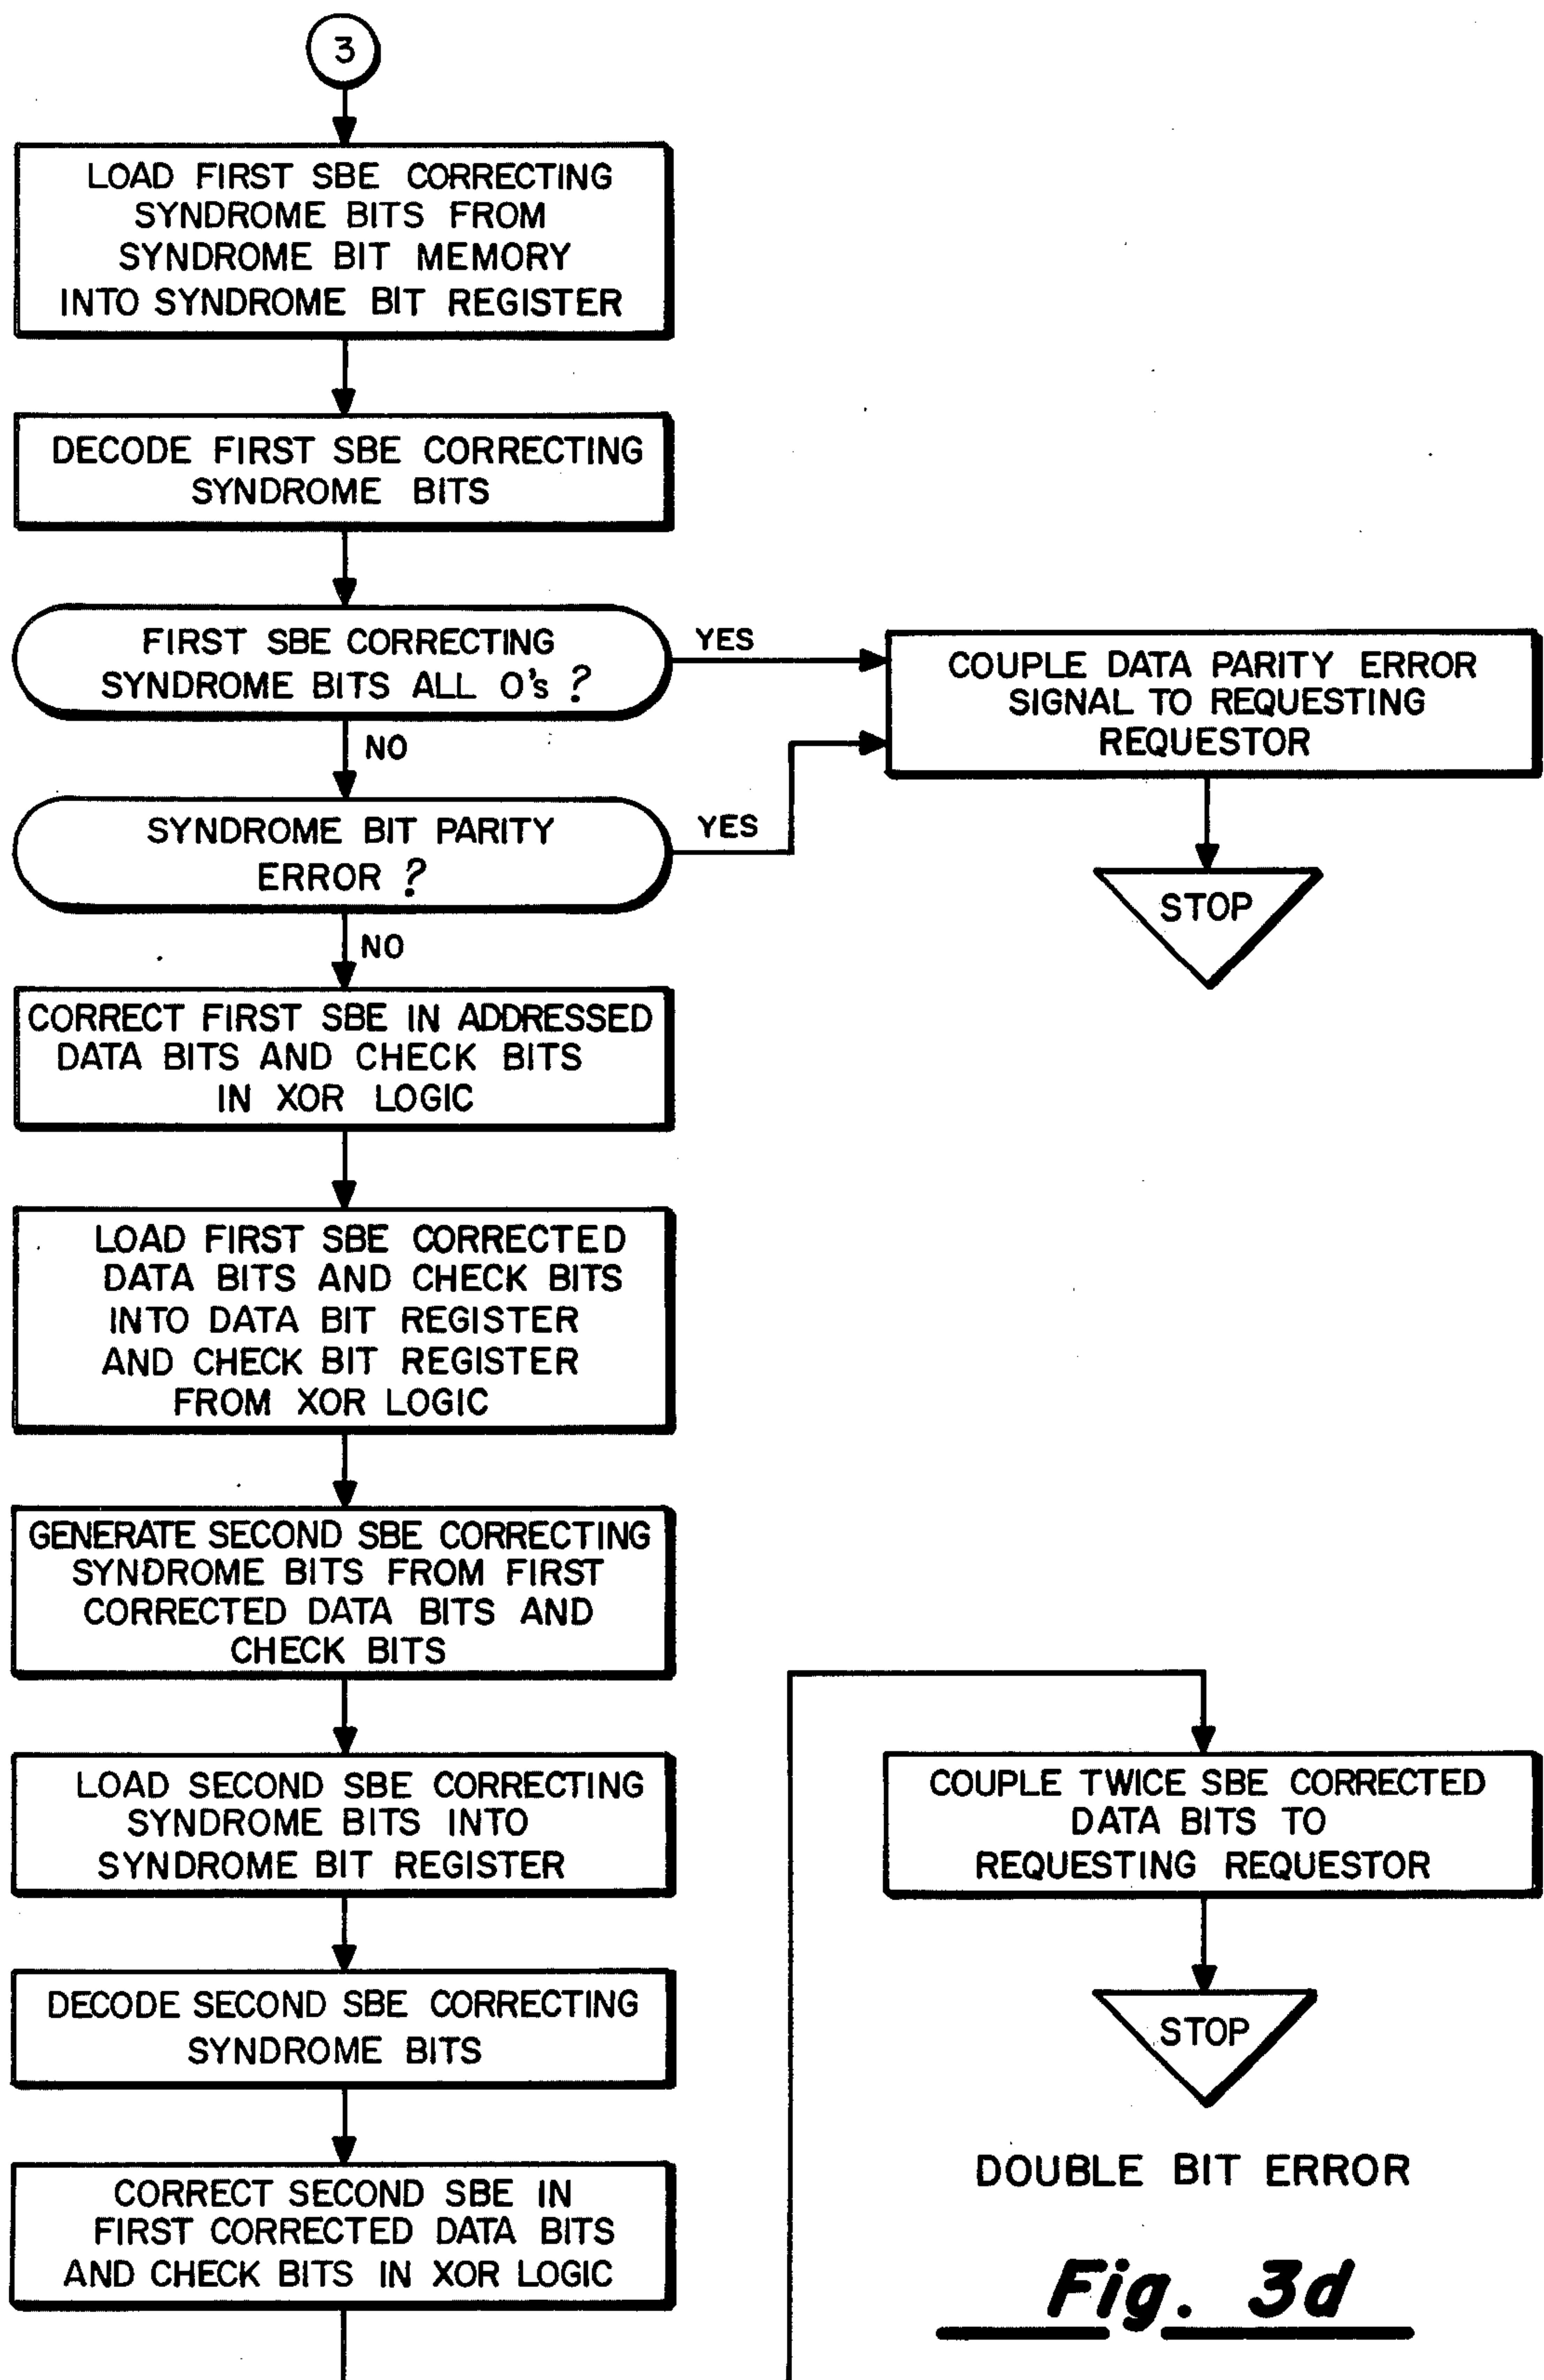 3
LOAD FIRST SBE CORRECTING
SYNDROME BITS FROM
SYNDROME BIT MEMORY
INTO SYNDROME BIT REGISTER
DECODE FIRST SBE CORRECTING
SYNDROME BITS
FIRST SBE CORRECTING
SYNDROME BITS ALL O's ?
YES
NO
COUPLE DATA PARITY ERROR
SIGNAL TO REQUESTING
REQUESTOR
STOP
SYNDROME BIT PARITY
ERROR ?
YES
NO
CORRECT FIRST SBE IN ADDRESSED
DATA BITS AND CHECK BITS
IN XOR LOGIC
LOAD FIRST SBE CORRECTED
DATA BITS AND CHECK BITS
INTO DATA BIT REGISTER
AND CHECK BIT REGISTER
FROM XOR LOGIC
GENERATE SECOND SBE CORRECTING
SYNDROME BITS FROM FIRST
CORRECTED DATA BITS AND
CHECK BITS
LOAD SECOND SBE CORRECTING
SYNDROME BITS INTO
SYNDROME BIT REGISTER
DECODE SECOND SBE CORRECTING
SYNDROME BITS
CORRECT SECOND SBE IN
FIRST CORRECTED DATA BITS
AND CHECK BITS IN XOR LOGIC
COUPLE TWICE SBE CORRECTED
DATA BITS TO
REQUESTING REQUESTOR
STOP
DOUBLE BIT ERROR
Fig. 3d